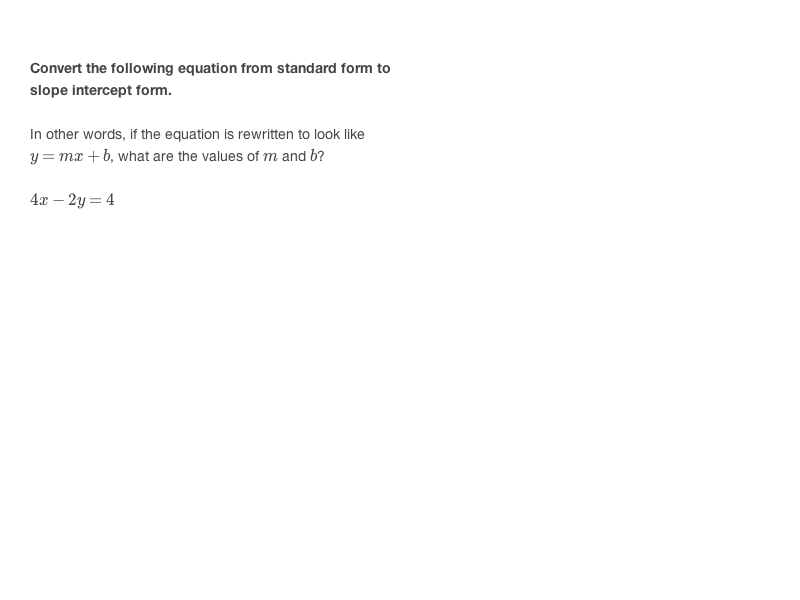 Convert the following equation from standard form to
slope intercept form.
In other words, if the equation is rewritten to look like
y = mx + b, what are the values of m and b?
4x − 2y = 4